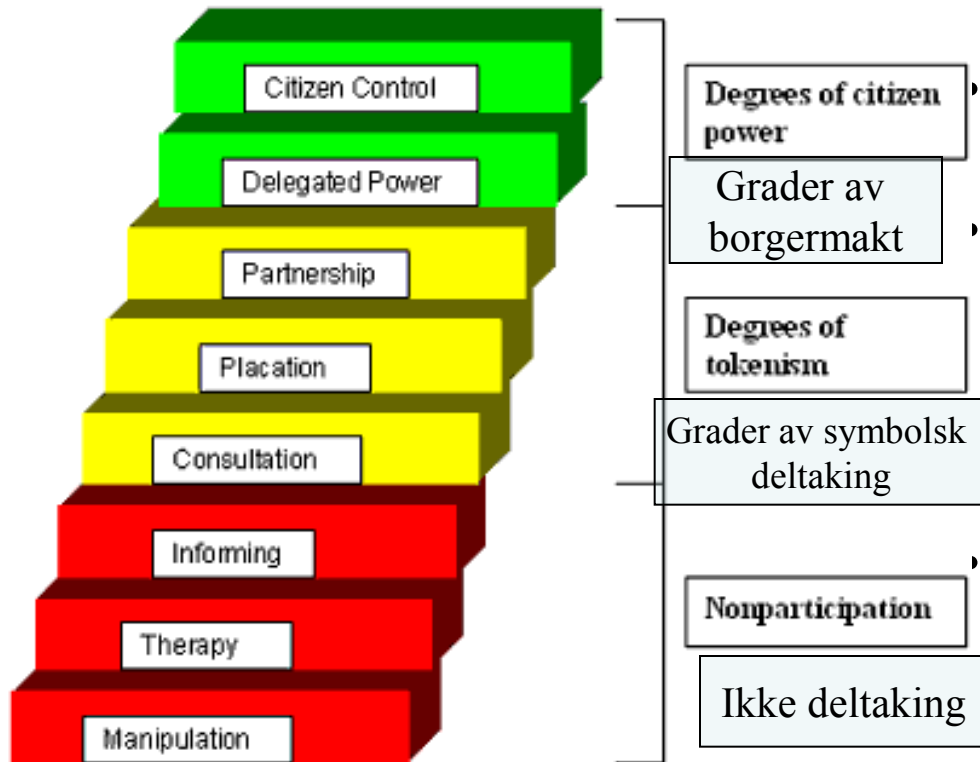 Citizen Control
Delegated Power
Partnership
Placation
Consultation
Informing
Therapy
Manipulation
Degrees of citizen
power
Grader av
borgermakt
Degrees of
tokenism
Grader av symbolsk
deltaking
Nonparticipation
Ikke deltaking